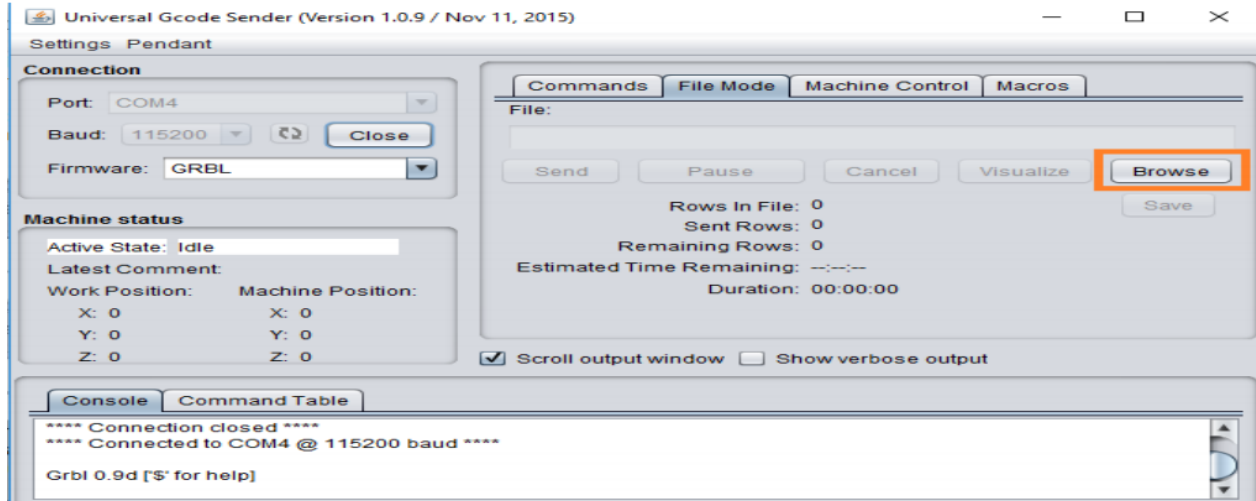 Universal Gcode Sender (Version 1.0.9 / Nov 11, 2015)
Settings Pendant
Connection
Port: COM4
Baud: 115200 Close
Firmware: GRBL
Machine status
Active State: Idle
Latest Comment:
Work Position: Machine Position:
X: 0 X: 0
Y: 0 Y: 0
Z: 0 Z: 0
Commands File Mode Machine Control Macros
File:
Send Pause Cancel Visualize Browse
Save
Rows In File: 0
Sent Rows: 0
Remaining Rows: 0
Estimated Time Remaining: --:--:--
Duration: 00:00:00
Scroll output window Show verbose output
Console Command Table
**** Connection closed ****
**** Connected to COM4 @ 115200 baud ****
Grbl 0.9d ['$' for help]